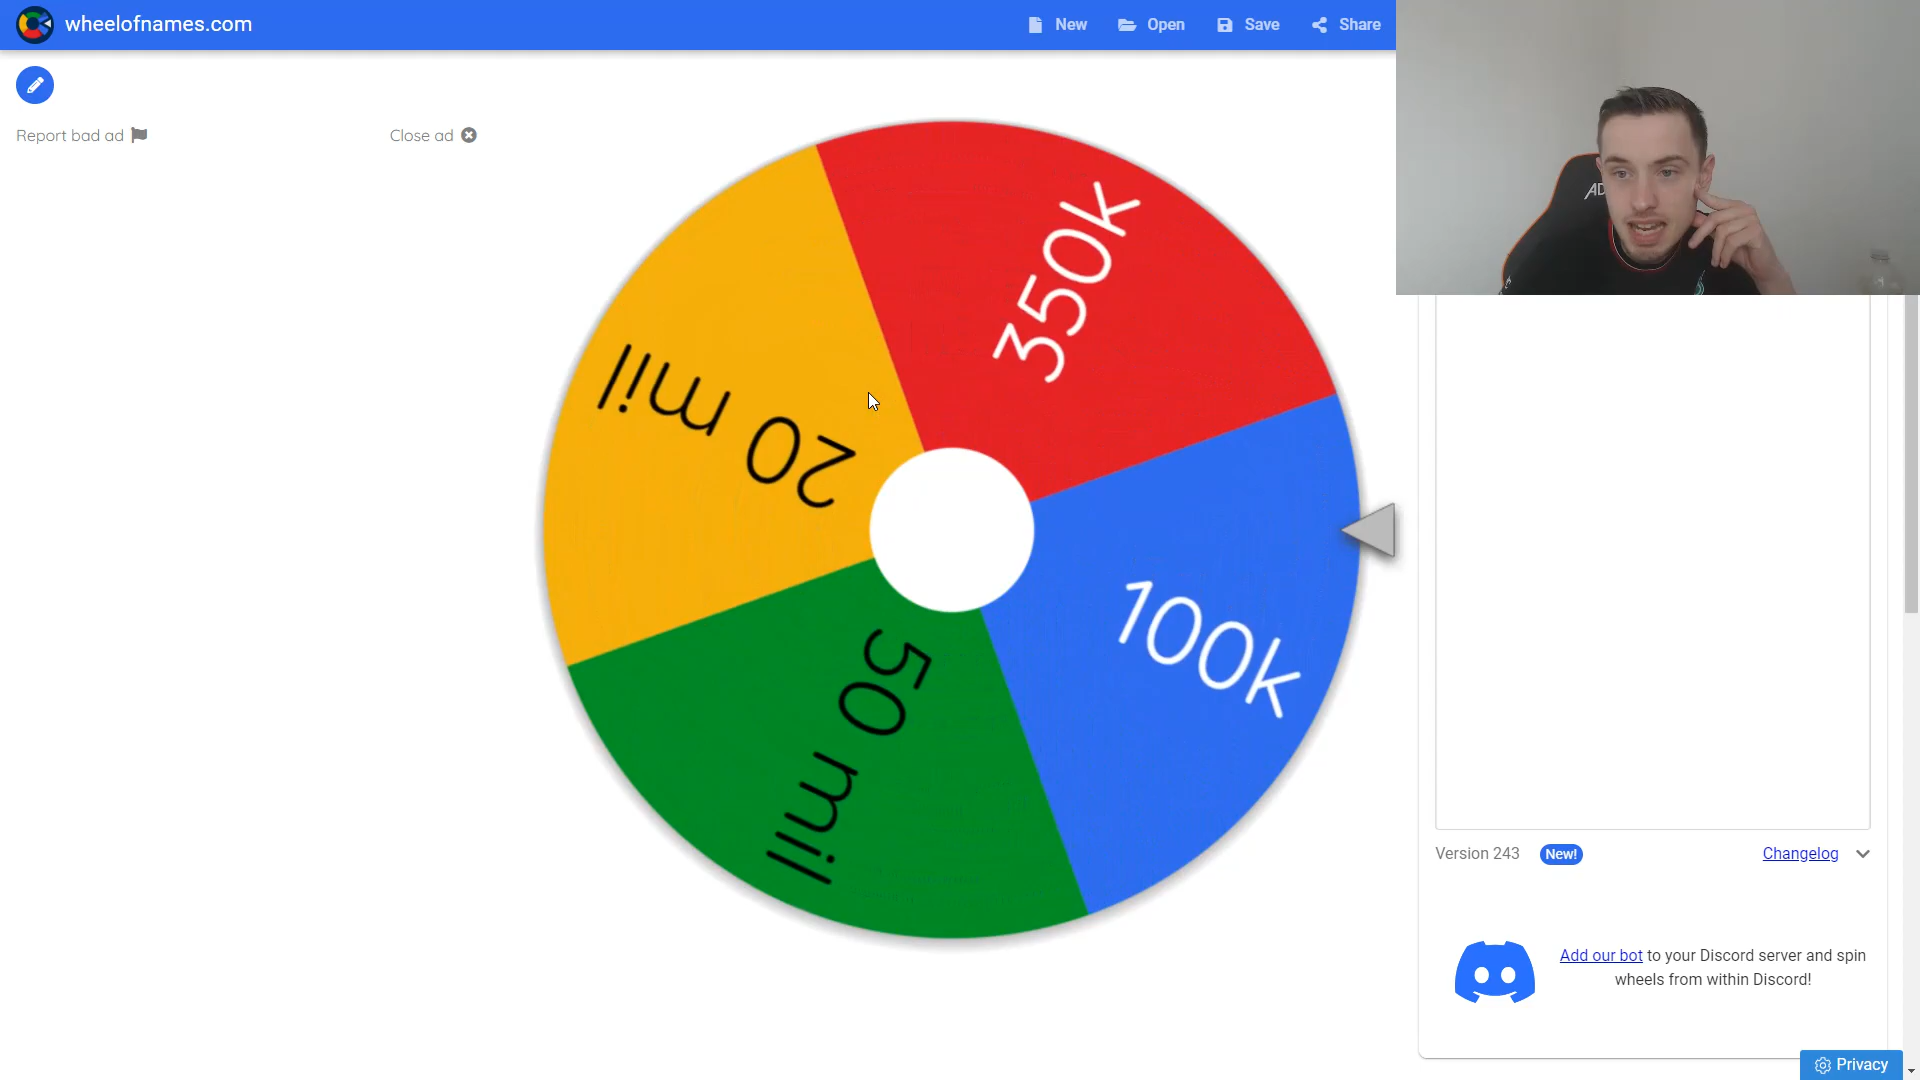 wheelofnames.com
New
Open
Save
Share
Report bad ad
Close ad
350k
20 mil
100k
50 mil
Version 243
New!
Changelog
Add our bot to your Discord server and spin
wheels from within Discord!
Privacy